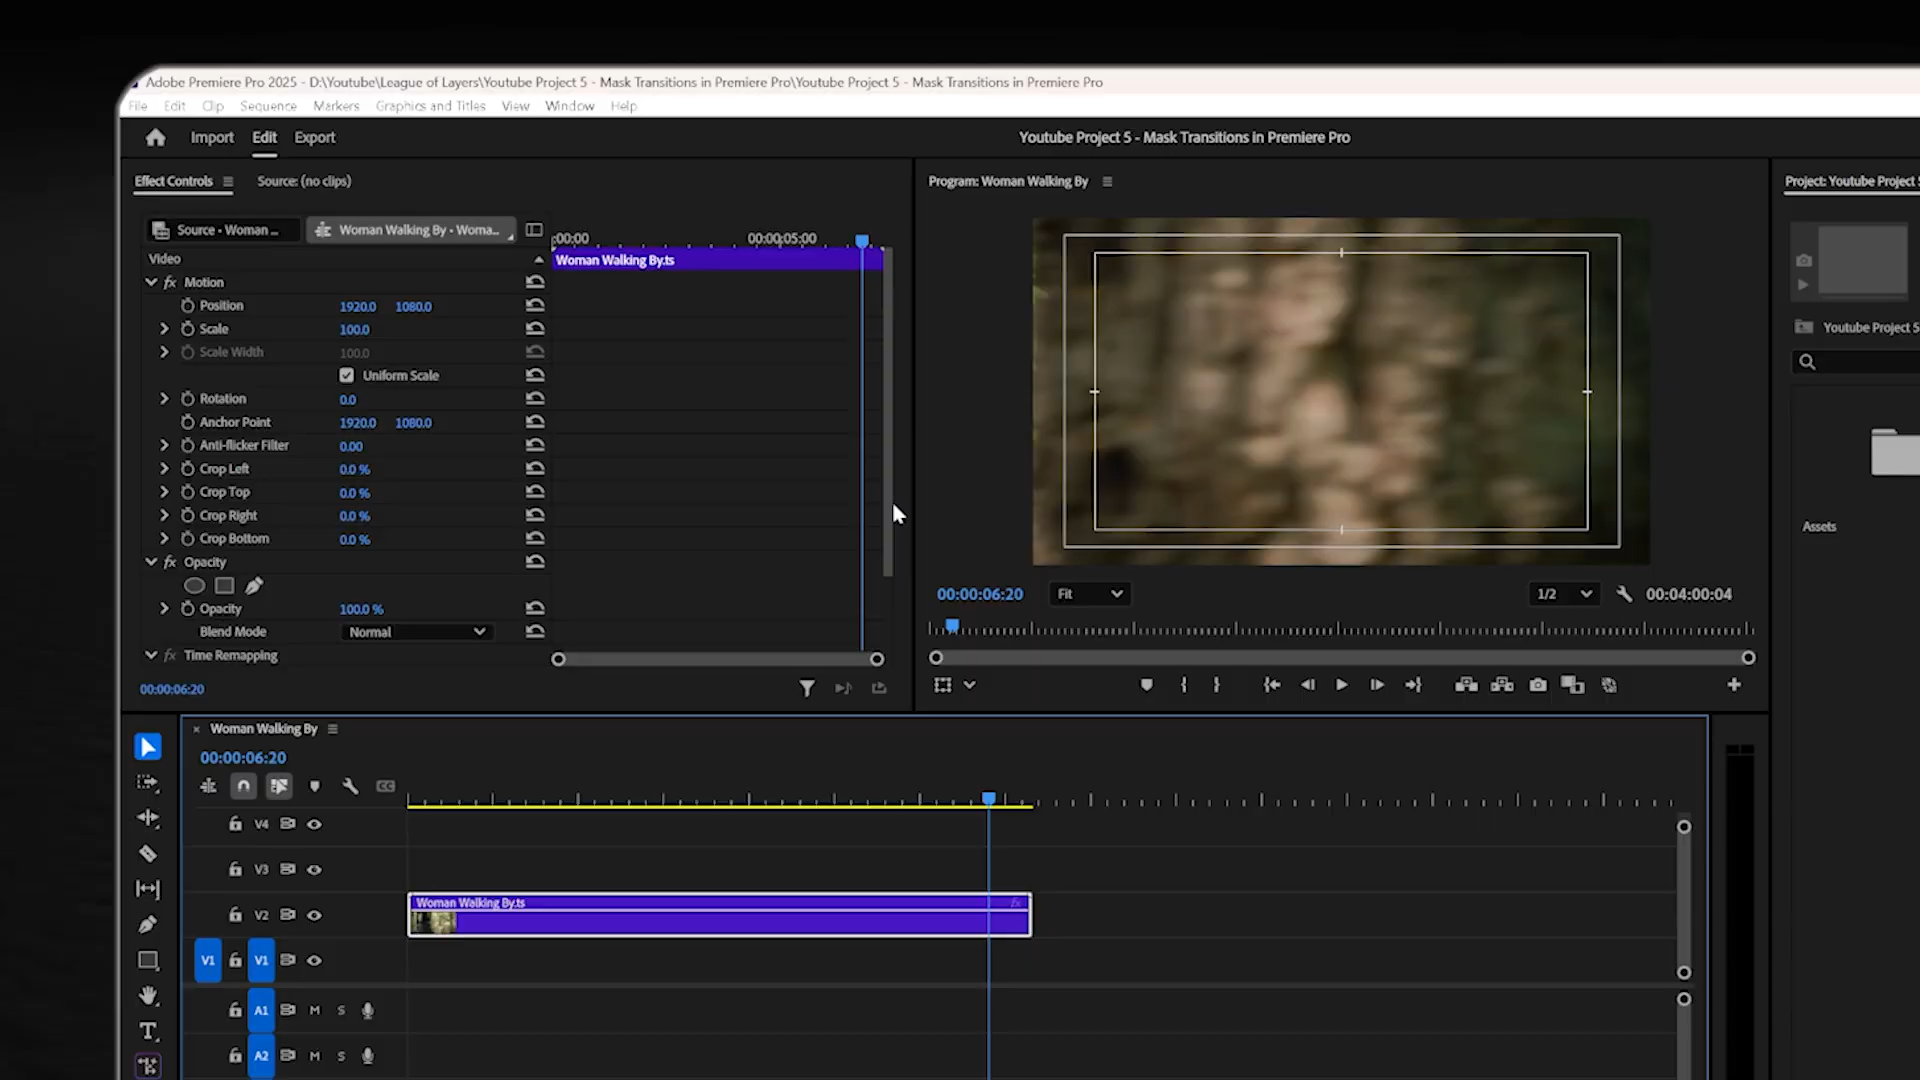 Adobe Premiere Pro 2025 - D:\Youtube\League of Layers\Youtube Project 5 - Mask Transitions in Premiere Pro\Youtube Project 5 - Mask Transitions in Premiere Pro
File Edit Clip Sequence Markers Graphics and Titles View Window Help
Import Edit Export
Youtube Project 5 - Mask Transitions in Premiere Pro
Effect Controls
Source: (no clips)
Source • Woman ...
Woman Walking By • Woma...
:00:00
00:00:05:00
Video
Woman Walking By.ts
Motion
Position 1920.0 1080.0
Scale 100.0
Scale Width 100.0
Uniform Scale
Rotation 0.0
Anchor Point 1920.0 1080.0
Anti-flicker Filter 0.00
Crop Left 0.0 %
Crop Top 0.0 %
Crop Right 0.0 %
Crop Bottom 0.0 %
Opacity
Opacity 100.0 %
Blend Mode Normal
Time Remapping
00:00:06:20
Program: Woman Walking By
00:00:06:20
Fit
1/2
00:04:00:04
Project: Youtube Project 5
Youtube Project 5
Assets
Woman Walking By
00:00:06:20
CC
V4
V3
V2
Woman Walking By.ts
fx
V1 V1
A1 M S
A2 M S